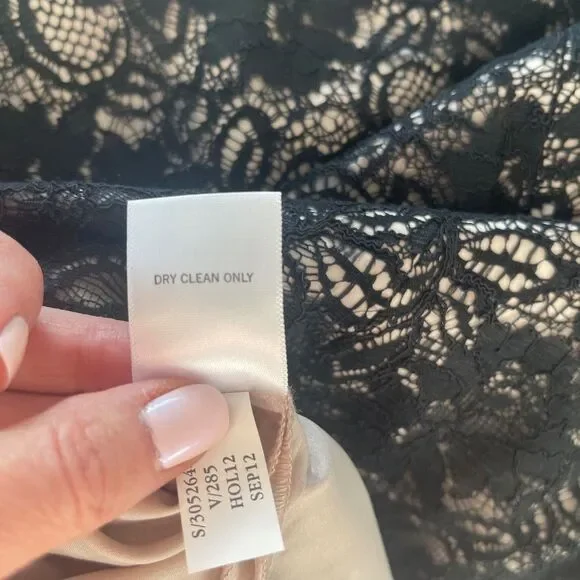 DRY CLEAN ONLY
S/305264
V/285
HOL12
SEP12